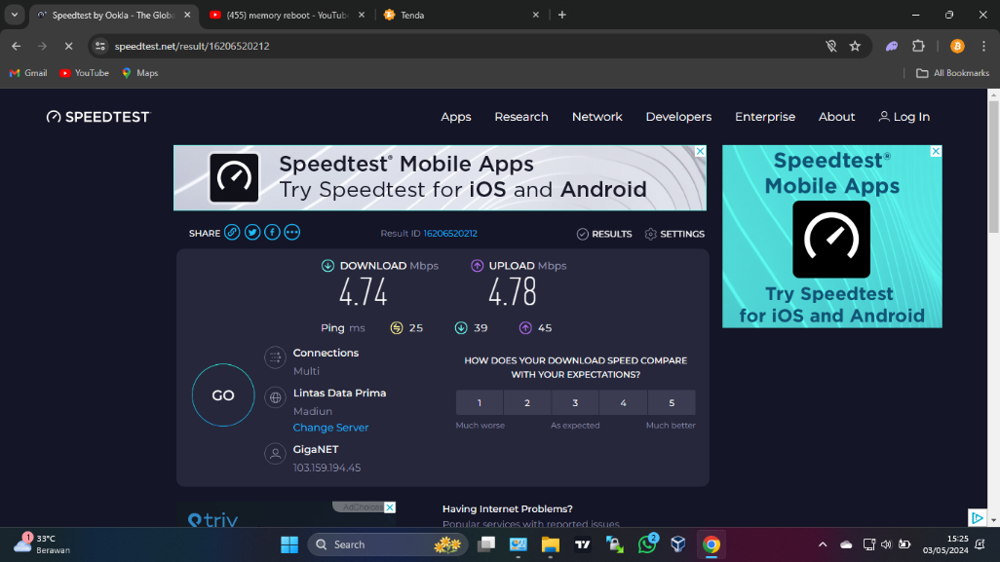 Speedtest by Ookla - The Globa
(455) memory reboot - YouTub
Tenda
speedtest.net/result/16206520212
Gmail
YouTube
Maps
All Bookmarks
SPEEDTEST
Apps
Research
Network
Developers
Enterprise
About
Log In
Speedtest® Mobile Apps
Try Speedtest for iOS and Android
Speedtest®
Mobile Apps
Try Speedtest
for iOS and Android
SHARE
Result ID 16206520212
RESULTS
SETTINGS
DOWNLOAD Mbps
4.74
UPLOAD Mbps
4.78
Ping ms
25
39
45
GO
Connections
Multi
Lintas Data Prima
Madiun
Change Server
GigaNET
103.159.194.45
HOW DOES YOUR DOWNLOAD SPEED COMPARE
WITH YOUR EXPECTATIONS?
1 2 3 4 5
Much worse
As expected
Much better
AdChoices
triv
Having Internet Problems?
Popular services with reported issues
1
33°C
Berawan
Search
2
15:25
03/05/2024